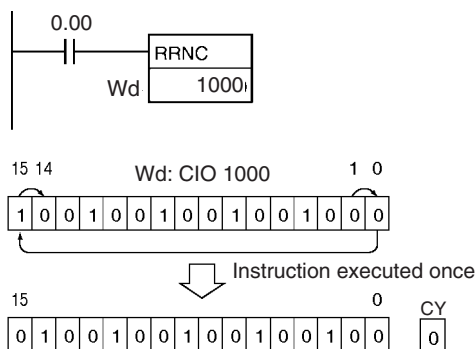 0.00
RRNC
Wd 1000
15 14 Wd: CIO 1000 1 0
1 0 0 1 0 0 1 0 0 1 0 0 1 0 0 0
Instruction executed once
15 0 CY
0 1 0 0 1 0 0 1 0 0 1 0 0 1 0 0 0